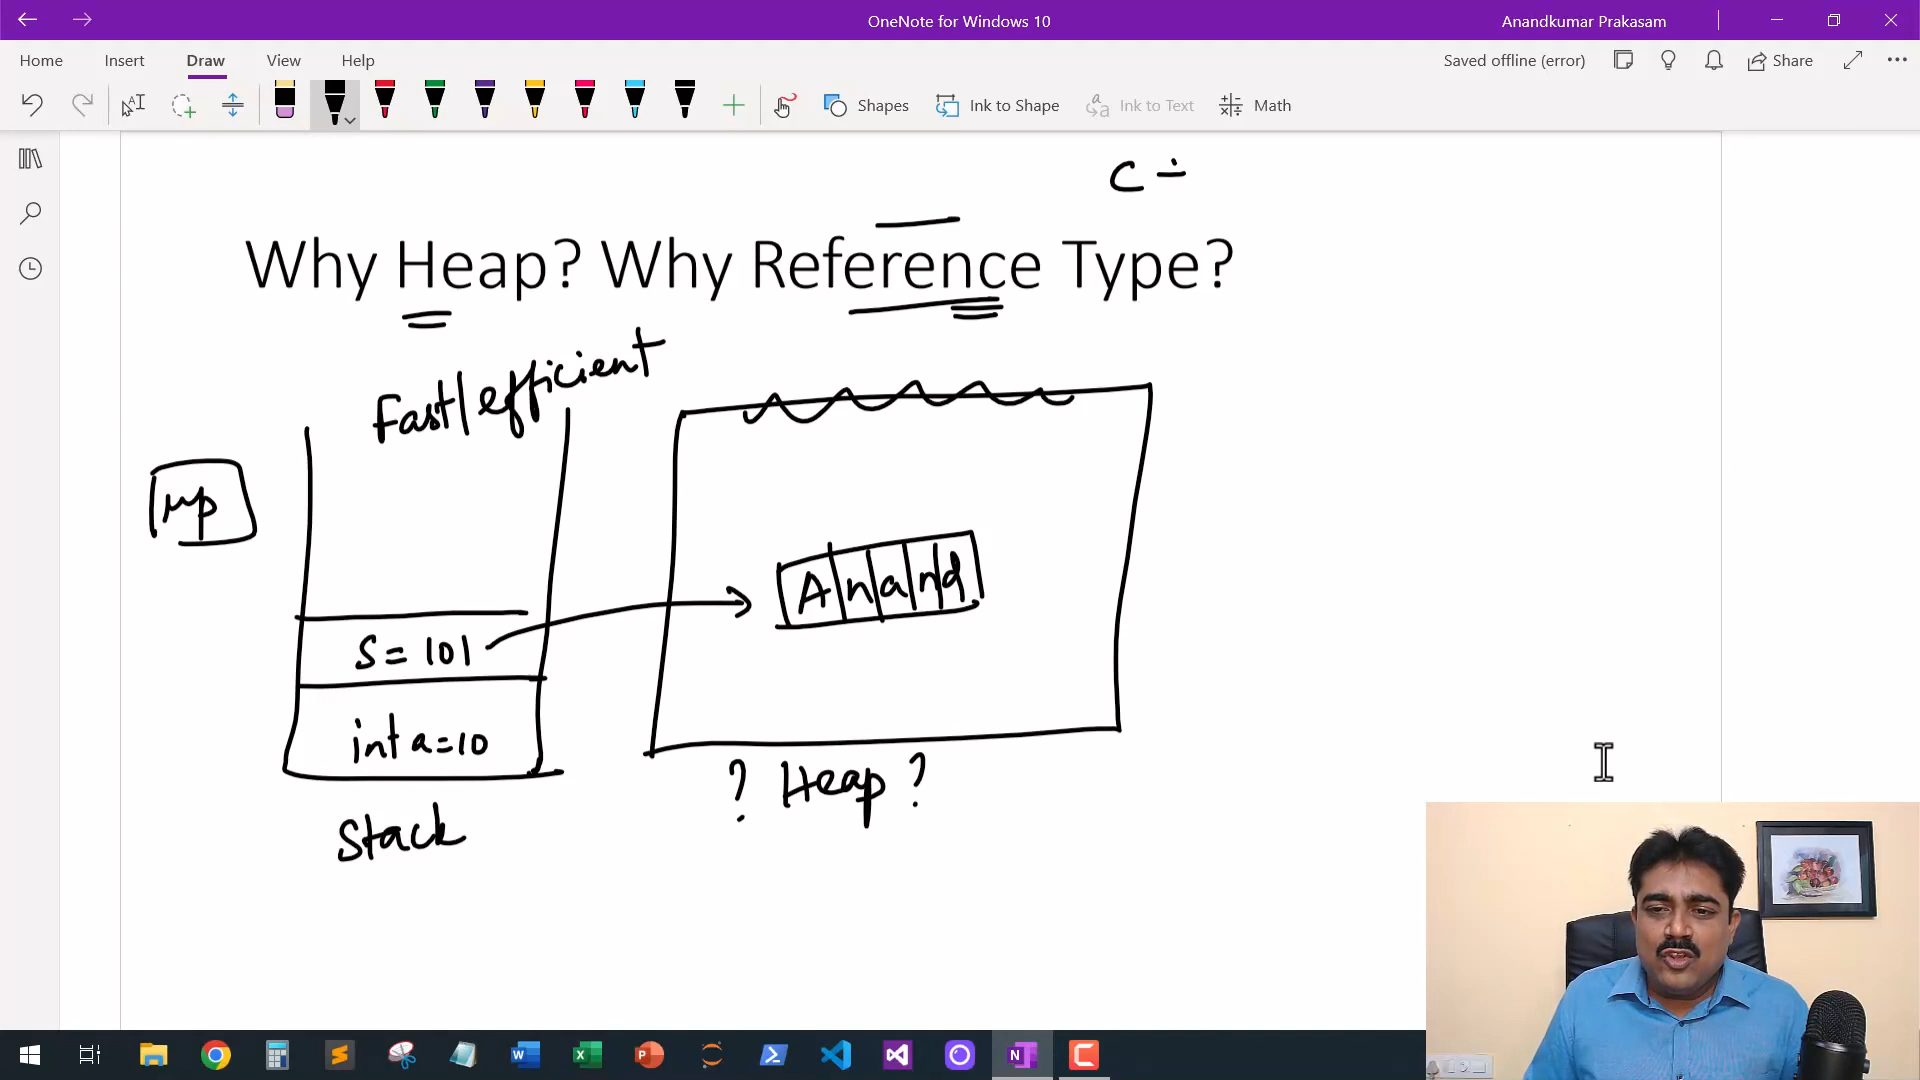 OneNote for Windows 10
Anandkumar Prakasam
Home Insert Draw View Help
Saved offline (error) Share
Shapes Ink to Shape Ink to Text Math
C
Why Heap? Why Reference Type?
Fast/efficient
μp
Anand
S = 101
int a = 10
? Heap ?
Stack